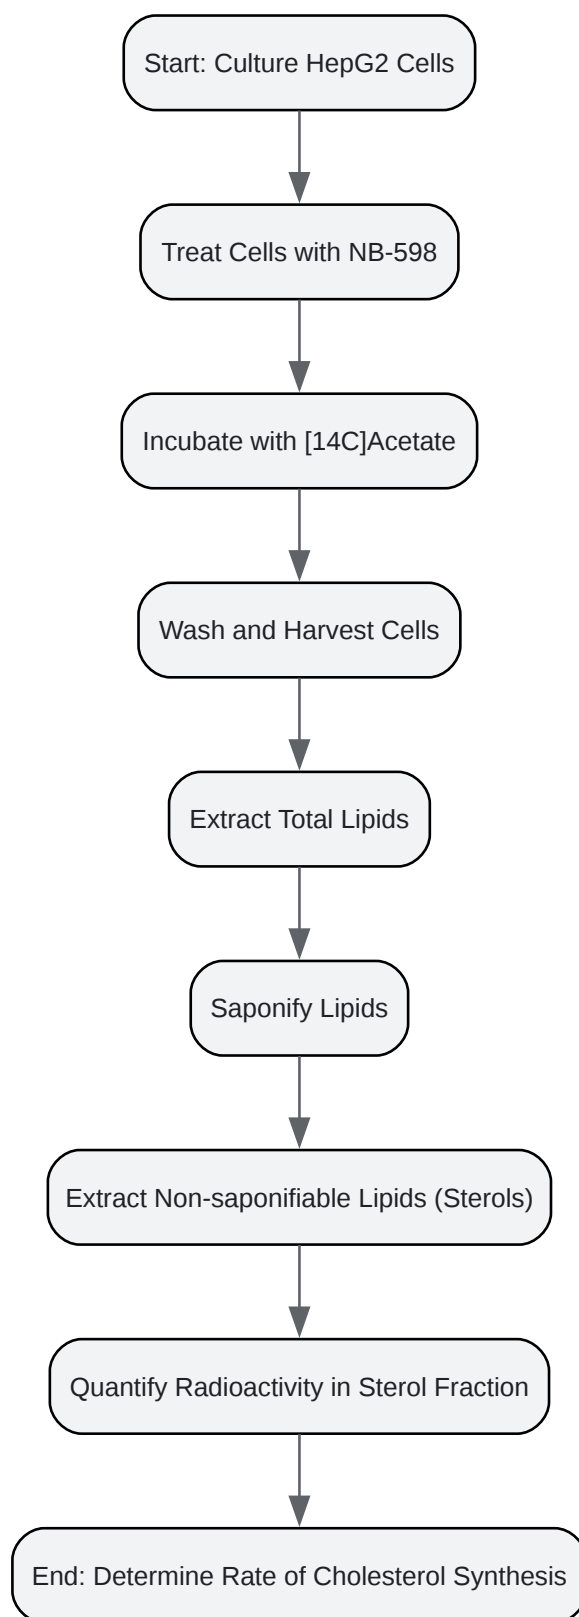 Start: Culture HepG2 Cells
Treat Cells with NB-598
Incubate with [14C]Acetate
Wash and Harvest Cells
Extract Total Lipids
Saponify Lipids
Extract Non-saponifiable Lipids (Sterols)
Quantify Radioactivity in Sterol Fraction
End: Determine Rate of Cholesterol Synthesis